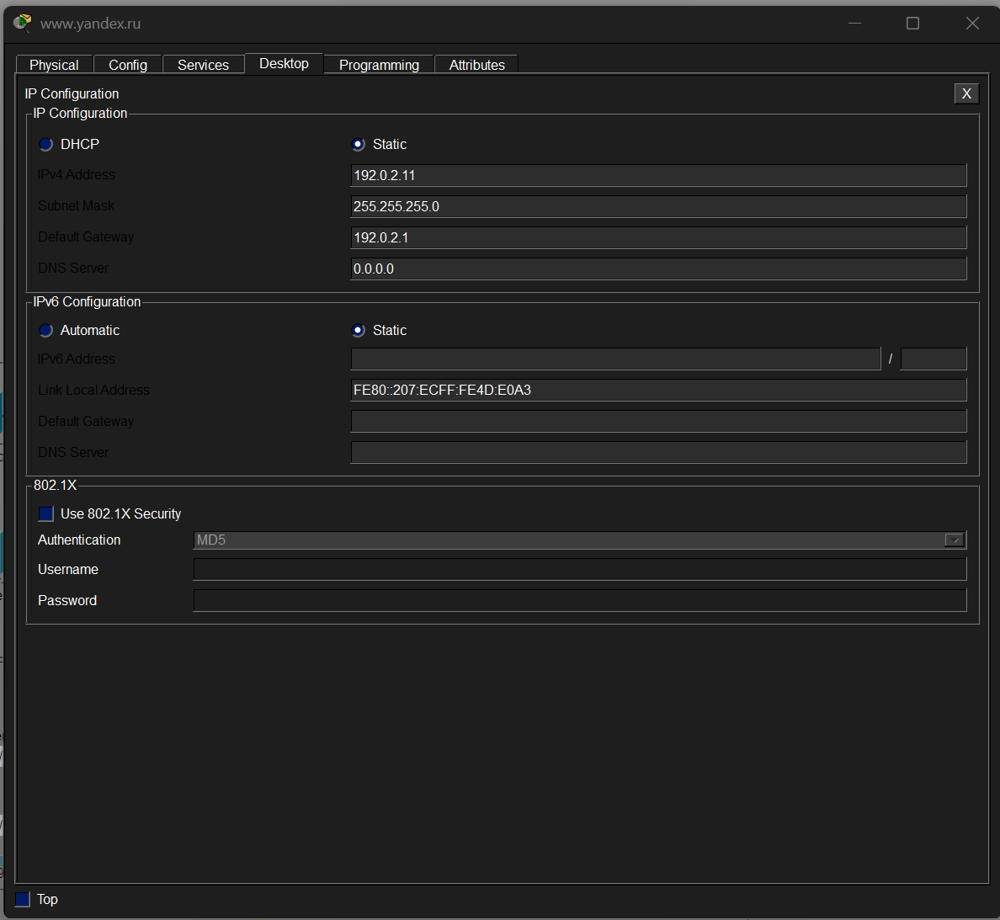 www.yandex.ru
Physical Config Services Desktop Programming Attributes
IP Configuration X
IP Configuration
DHCP Static
IPv4 Address 192.0.2.11
Subnet Mask 255.255.255.0
Default Gateway 192.0.2.1
DNS Server 0.0.0.0
IPv6 Configuration
Automatic Static
IPv6 Address /
Link Local Address FE80::207:ECFF:FE4D:E0A3
Default Gateway
DNS Server
802.1X
Use 802.1X Security
Authentication MD5
Username
Password
Top